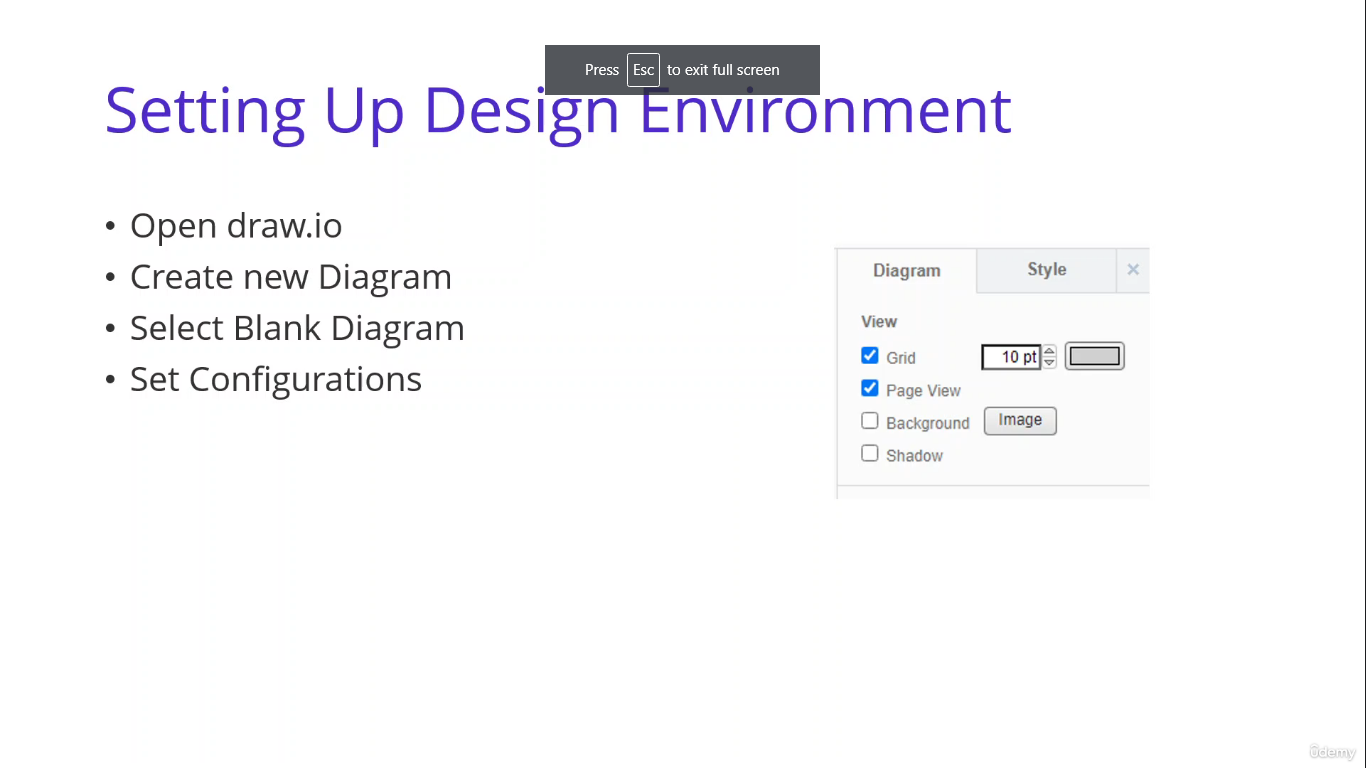 Press Esc to exit full screen
Setting Up Design Environment
• Open draw.io
• Create new Diagram
• Select Blank Diagram
• Set Configurations
Diagram Style ×
View
Grid 10 pt
Page View
Background Image
Shadow
ûdemy